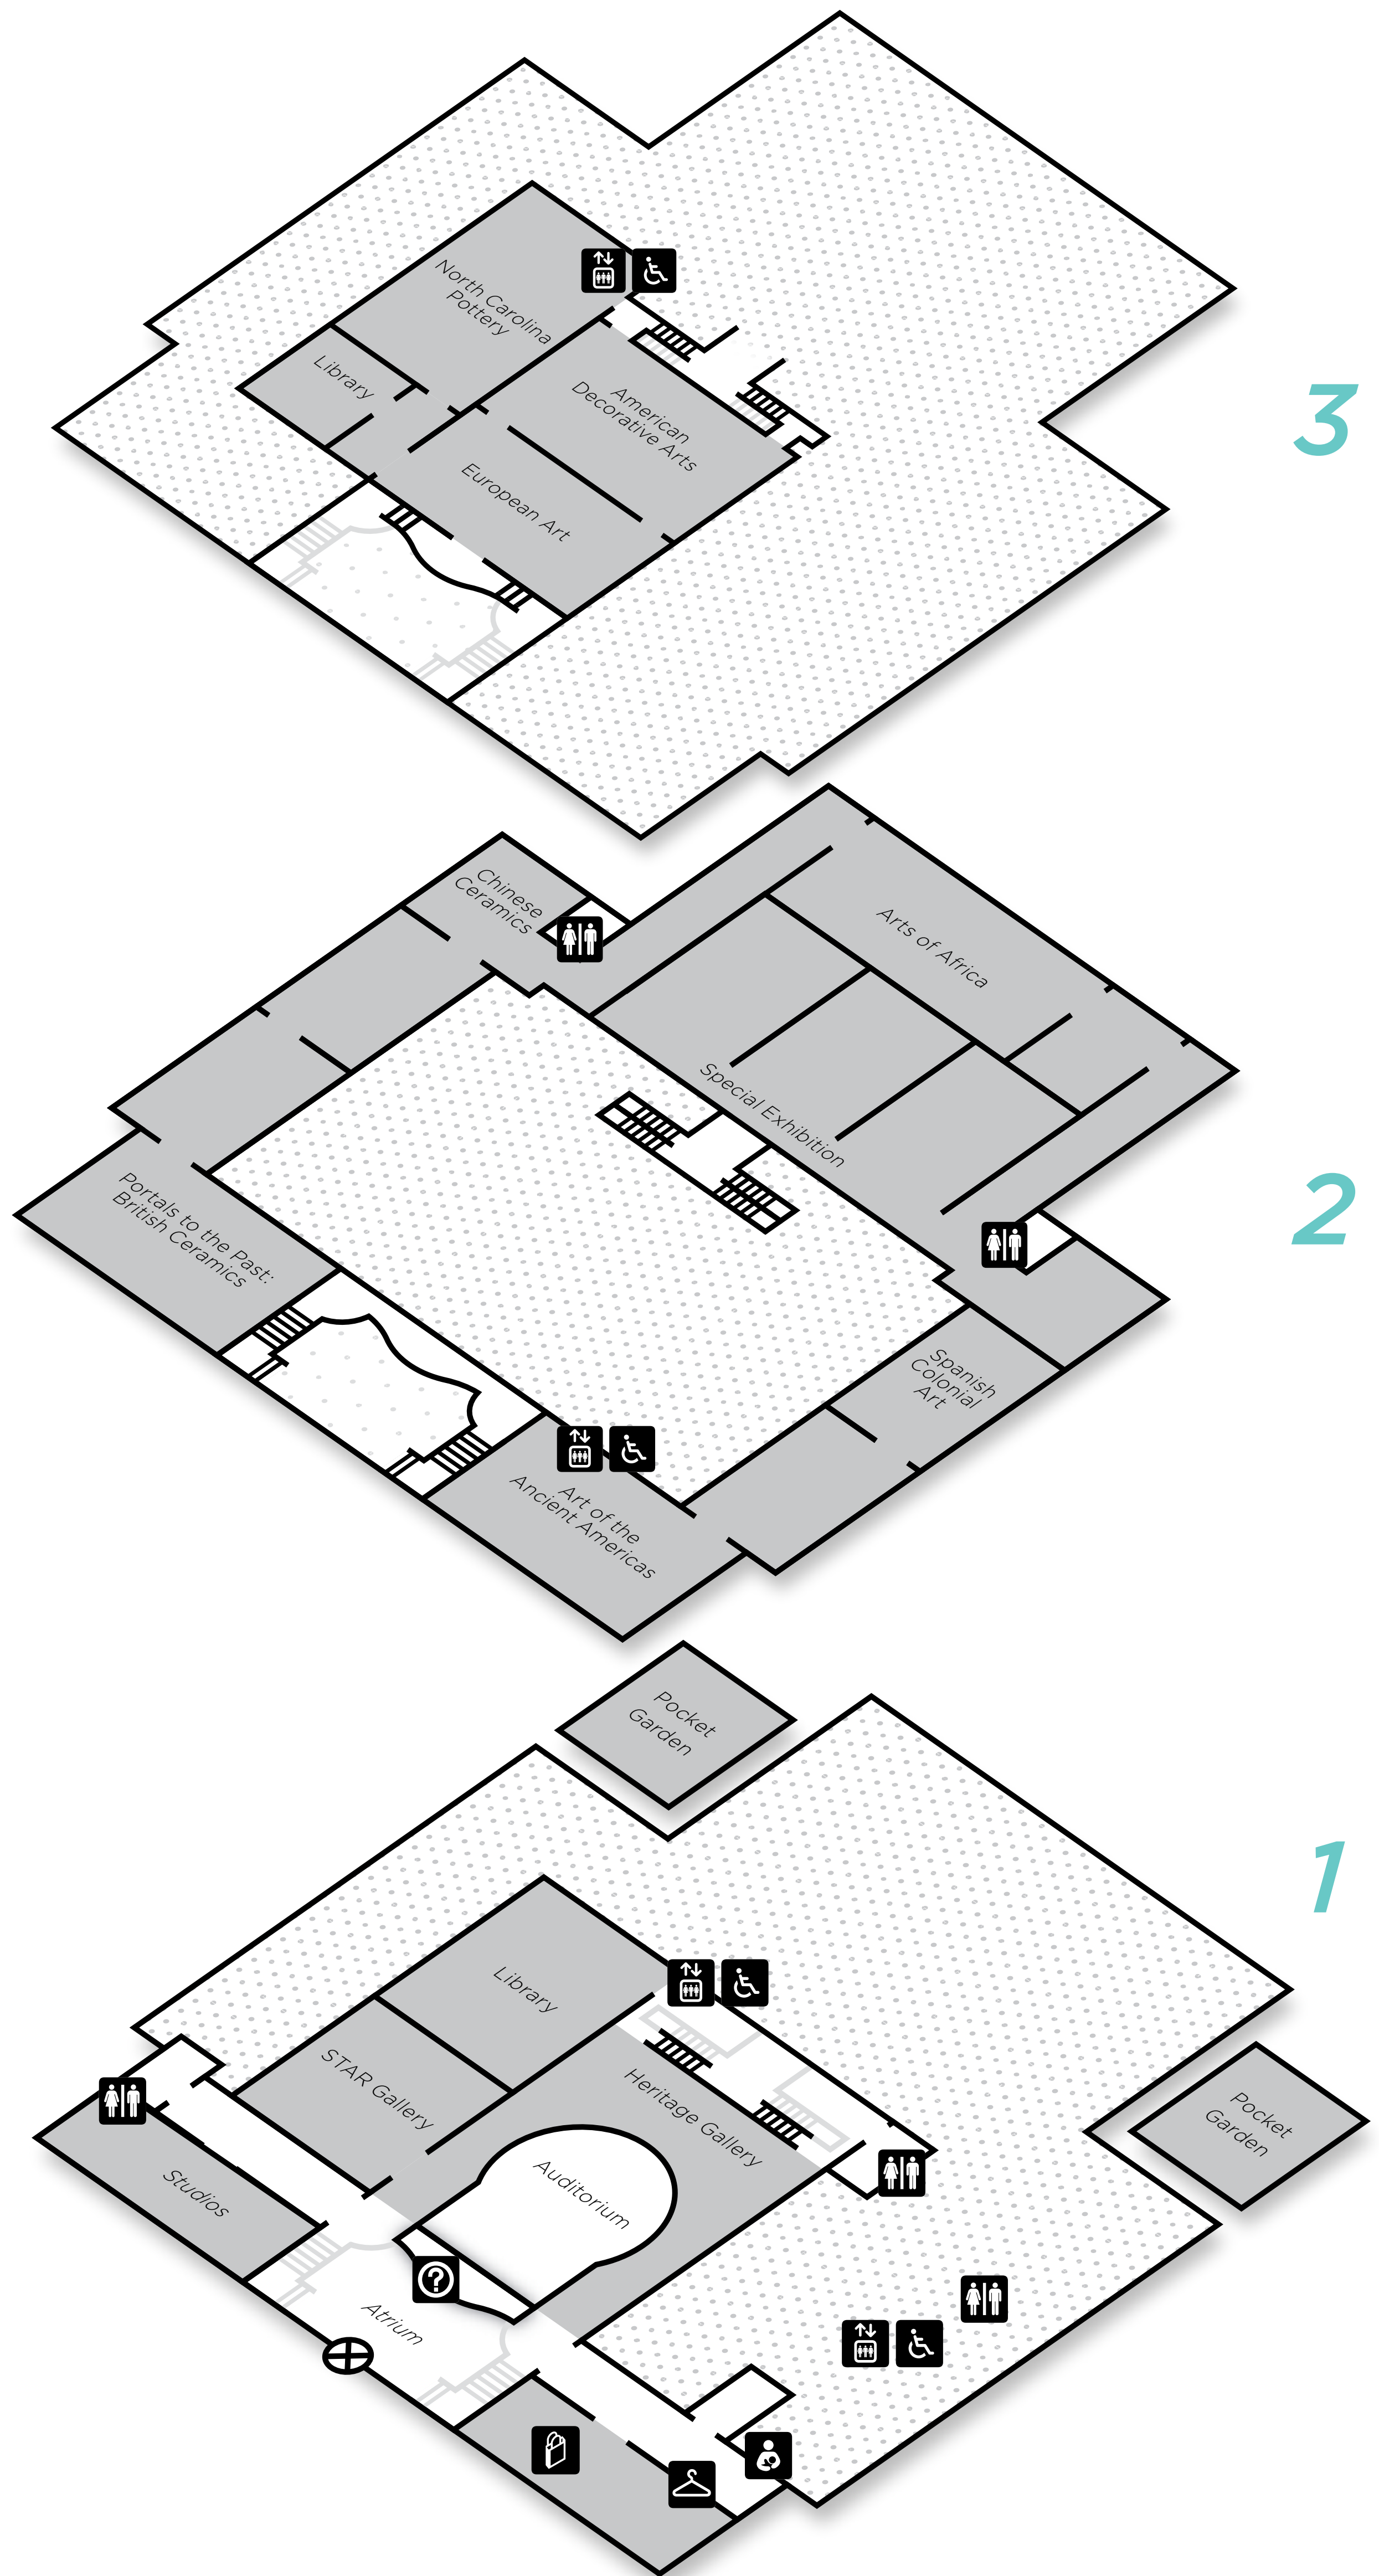 North Carolina
Pottery
Library
American
Decorative Arts
European Art
3
Chinese
Ceramics
Arts of Africa
Special Exhibition
Portals to the Past:
British Ceramics
2
Spanish
Colonial
Art
Art of the
Ancient Americas
Pocket
Garden
1
Library
STAR Gallery
Heritage Gallery
Pocket
Garden
Auditorium
Studios
?
Atrium